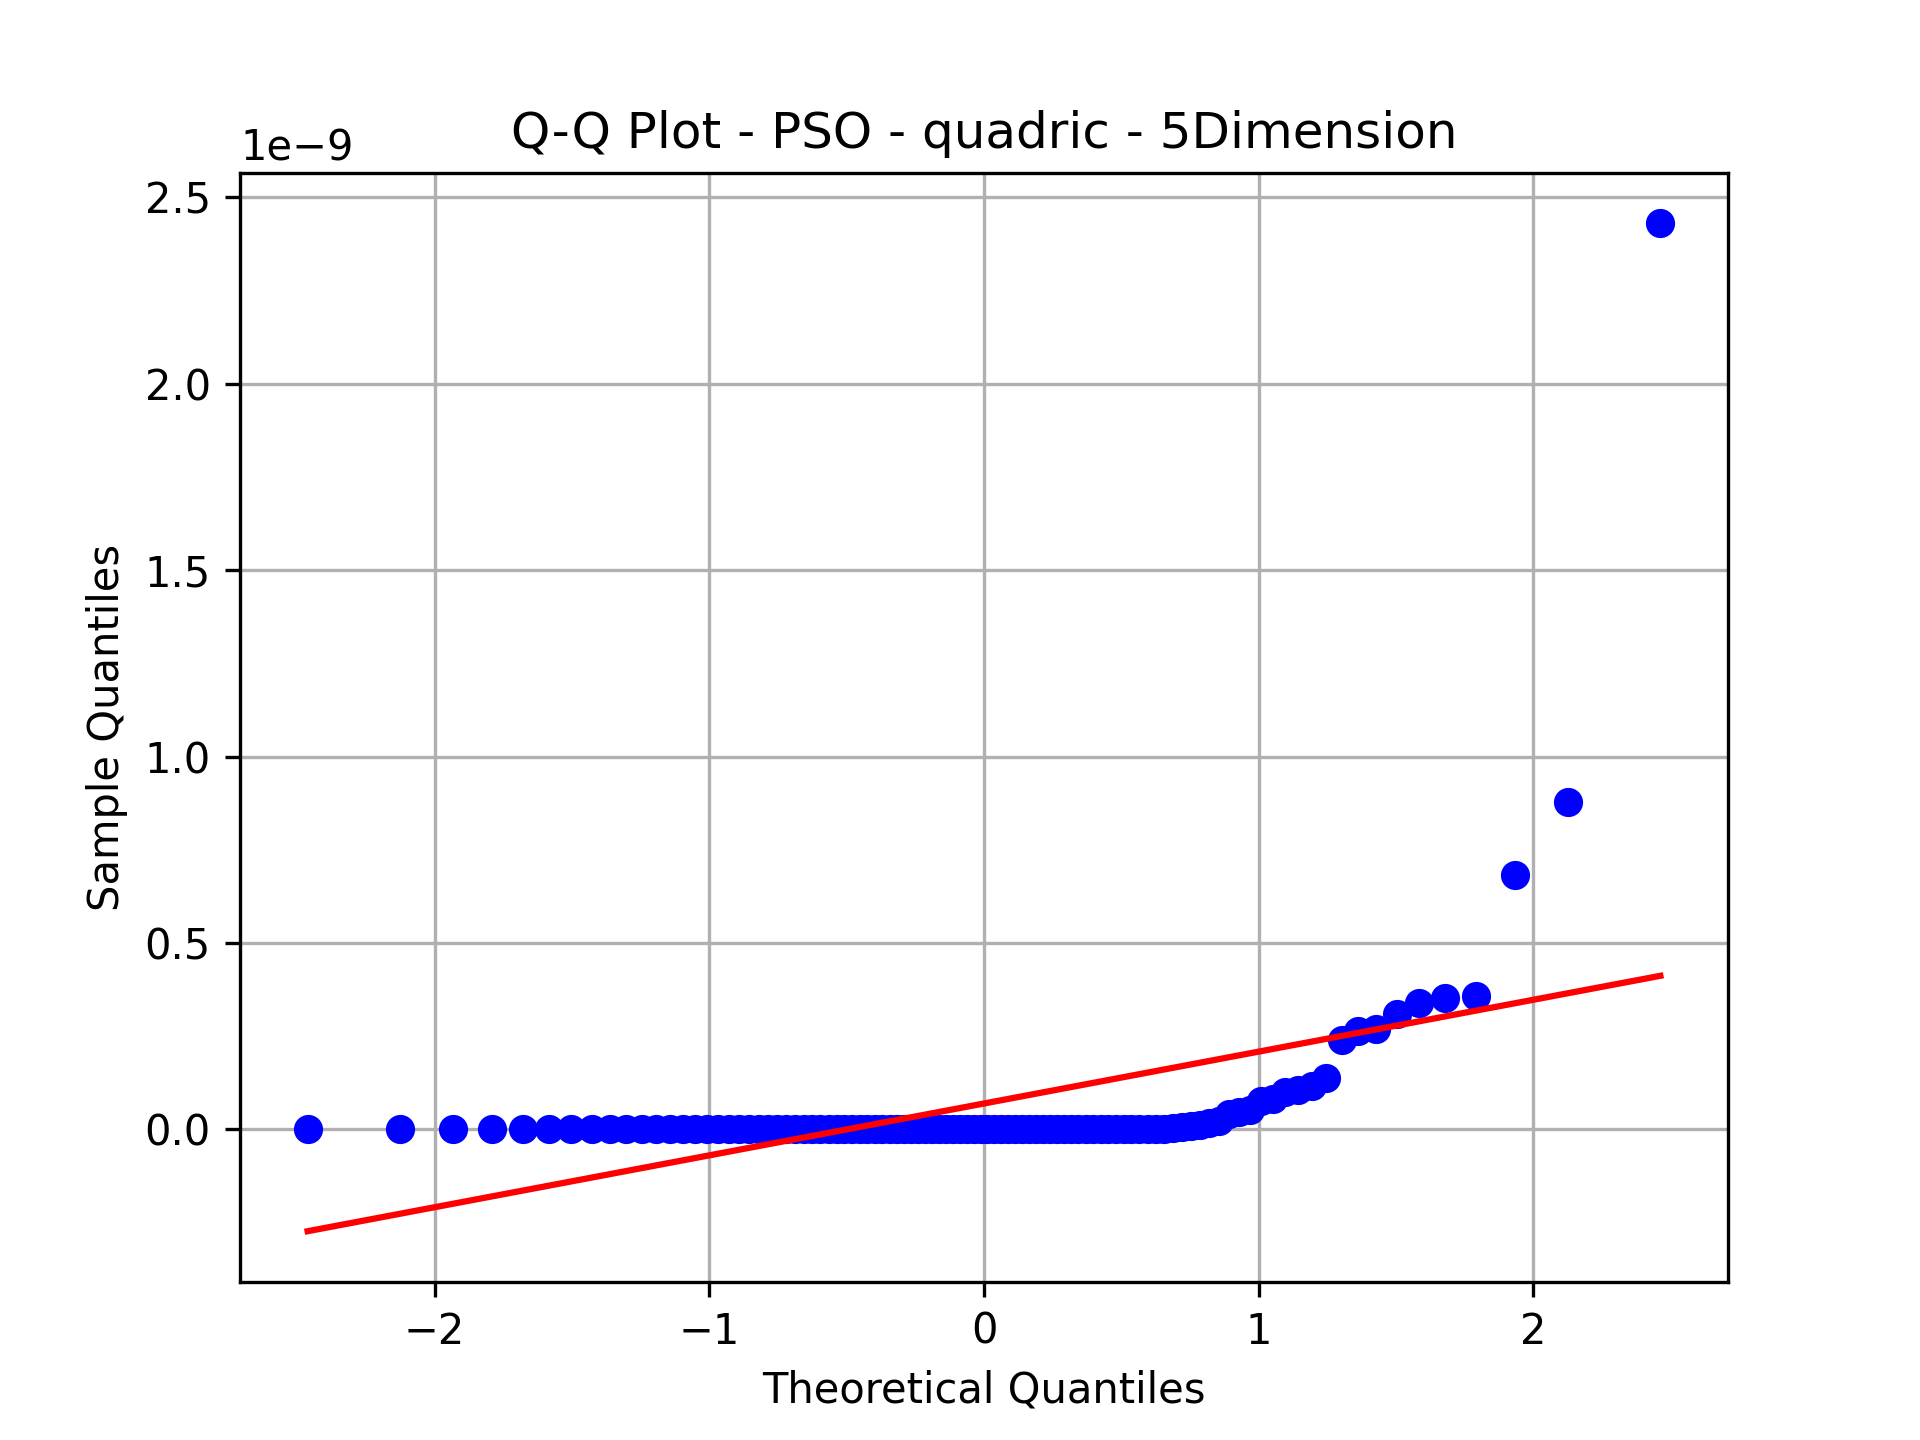 Q-Q Plot - PSO - quadric - 5Dimension
1e−9
2.5
2.0
1.5
1.0
0.5
0.0
Sample Quantiles
−2
−1
0
1
2
Theoretical Quantiles